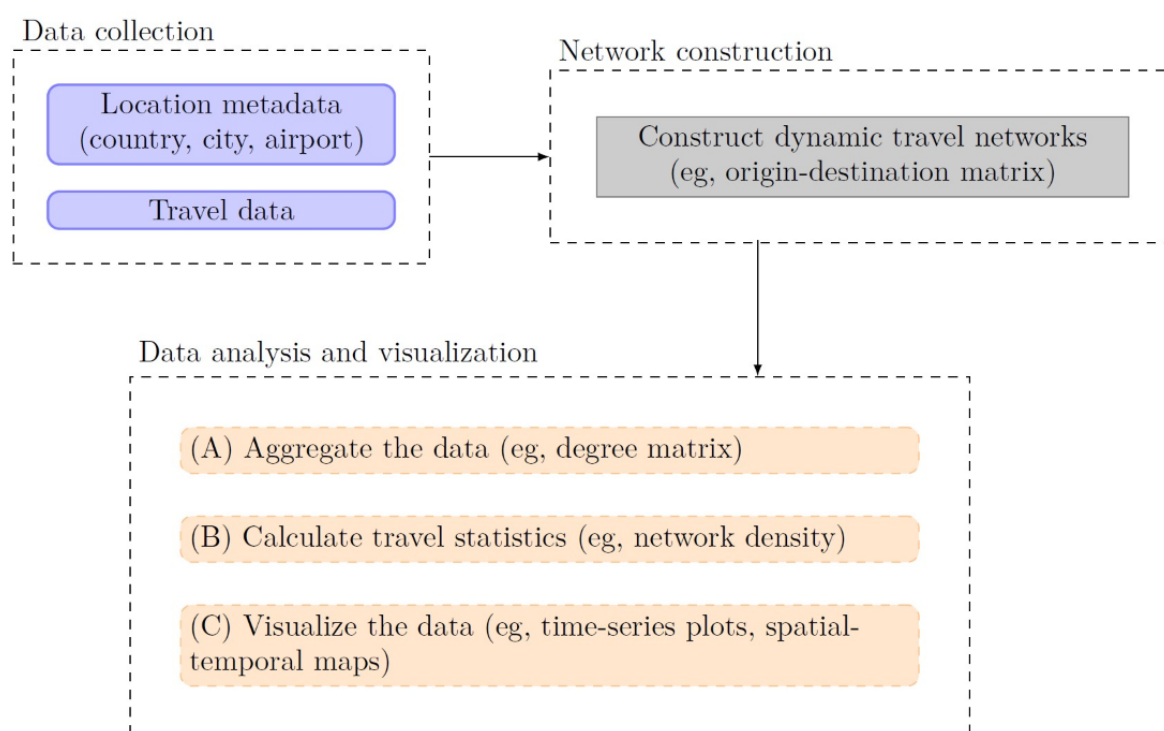 Data collection
Location metadata
(country, city, airport)
Travel data
Network construction
Construct dynamic travel networks
(eg, origin-destination matrix)
Data analysis and visualization
(A) Aggregate the data (eg, degree matrix)
(B) Calculate travel statistics (eg, network density)
(C) Visualize the data (eg, time-series plots, spatial-
temporal maps)